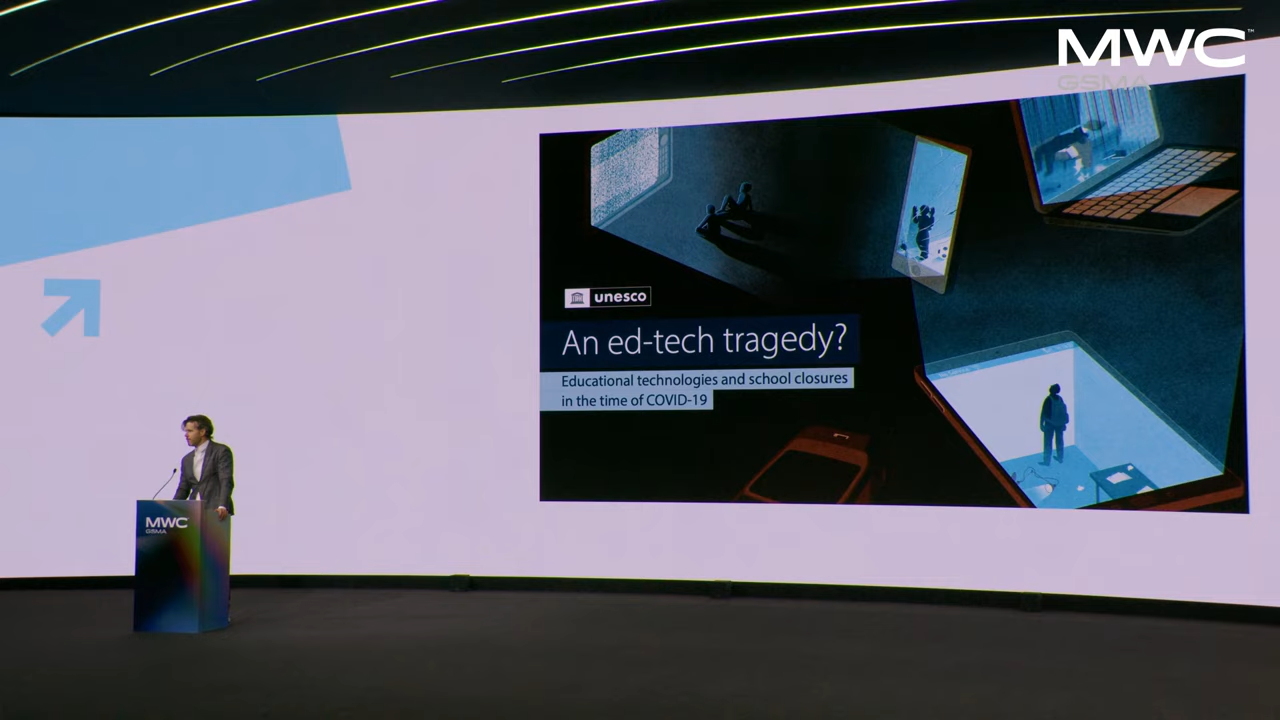 MWC™
GSMA
unesco
An ed-tech tragedy?
Educational technologies and school closures
in the time of COVID-19
MWC
GSMA